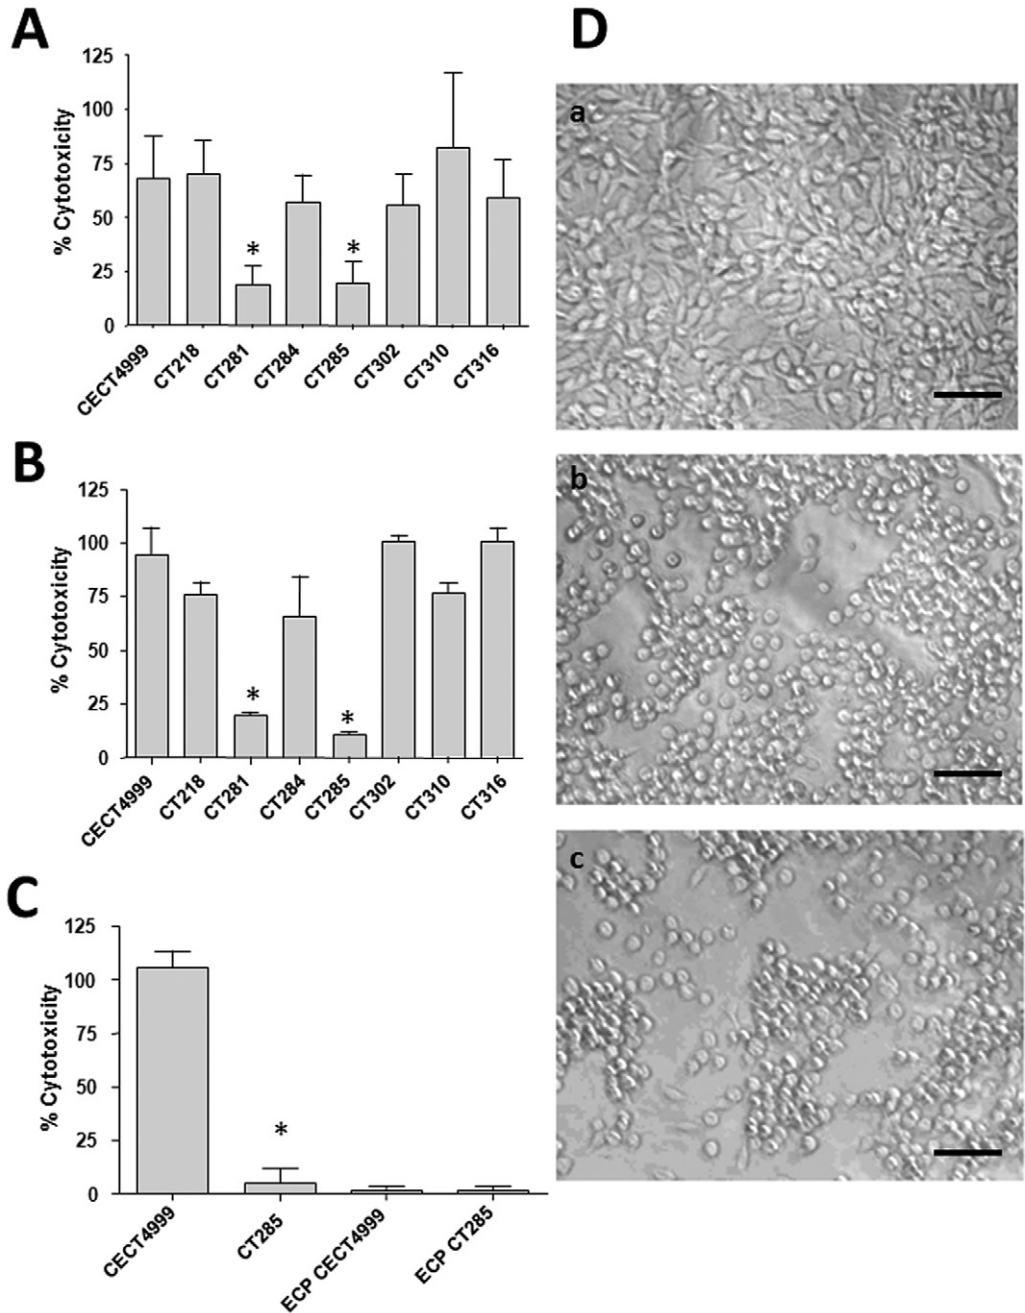 A
125
100
75
50
25
0
% Cytotoxicity
*
*
CECT4999
CT218
CT281
CT284
CT285
CT302
CT310
CT316
B
125
100
75
50
25
0
% Cytotoxicity
*
*
CECT4999
CT218
CT281
CT284
CT285
CT302
CT310
CT316
C
125
100
75
50
25
0
% Cytotoxicity
*
CECT4999
CT285
ECP CECT4999
ECP CT285
D
a
b
c